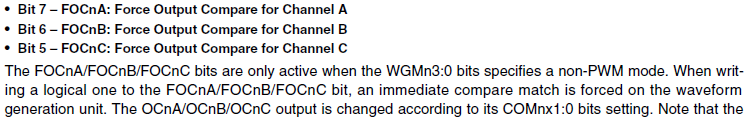 • Bit 7 – FOCnA: Force Output Compare for Channel A
• Bit 6 – FOCnB: Force Output Compare for Channel B
• Bit 5 – FOCnC: Force Output Compare for Channel C
The FOCnA/FOCnB/FOCnC bits are only active when the WGMn3:0 bits specifies a non-PWM mode. When writ-
ing a logical one to the FOCnA/FOCnB/FOCnC bit, an immediate compare match is forced on the waveform
generation unit. The OCnA/OCnB/OCnC output is changed according to its COMnx1:0 bits setting. Note that the